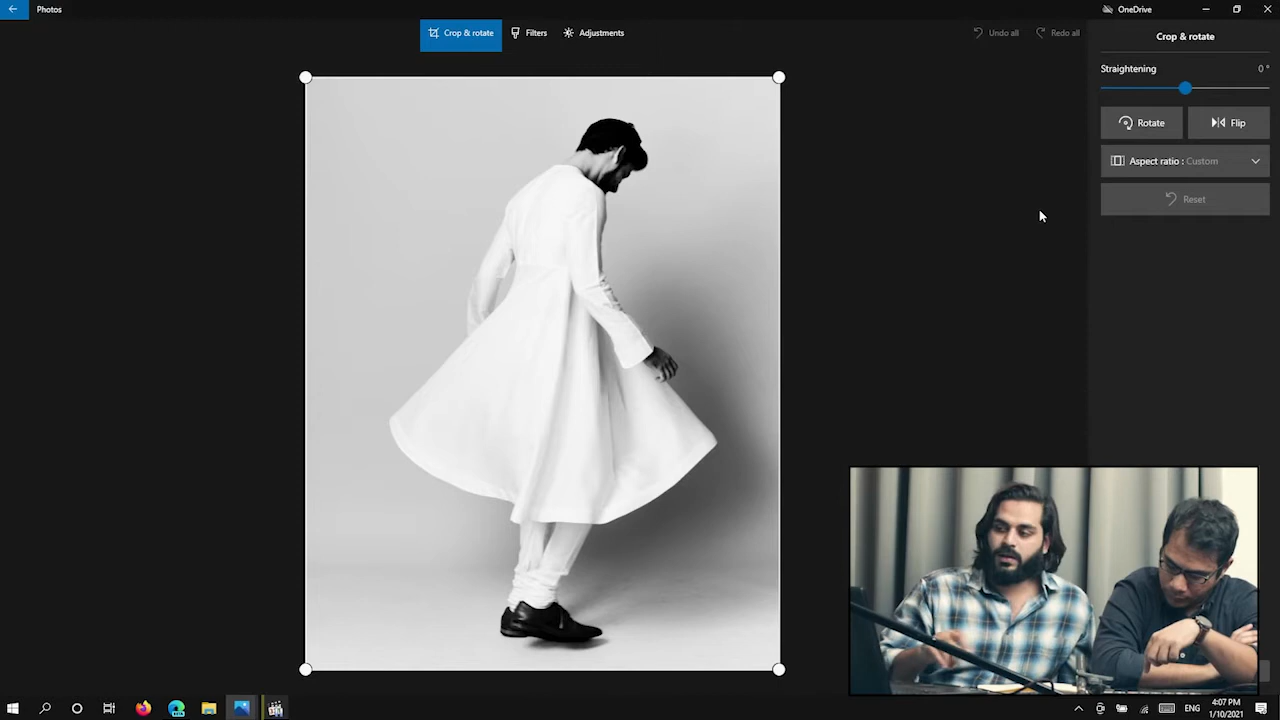 Photos
OneDrive
Crop & rotate
Filters
Adjustments
Undo all
Redo all
Crop & rotate
Straightening
0 °
Rotate
Flip
Aspect ratio : Custom
Reset
ENG
4:07 PM
1/10/2021